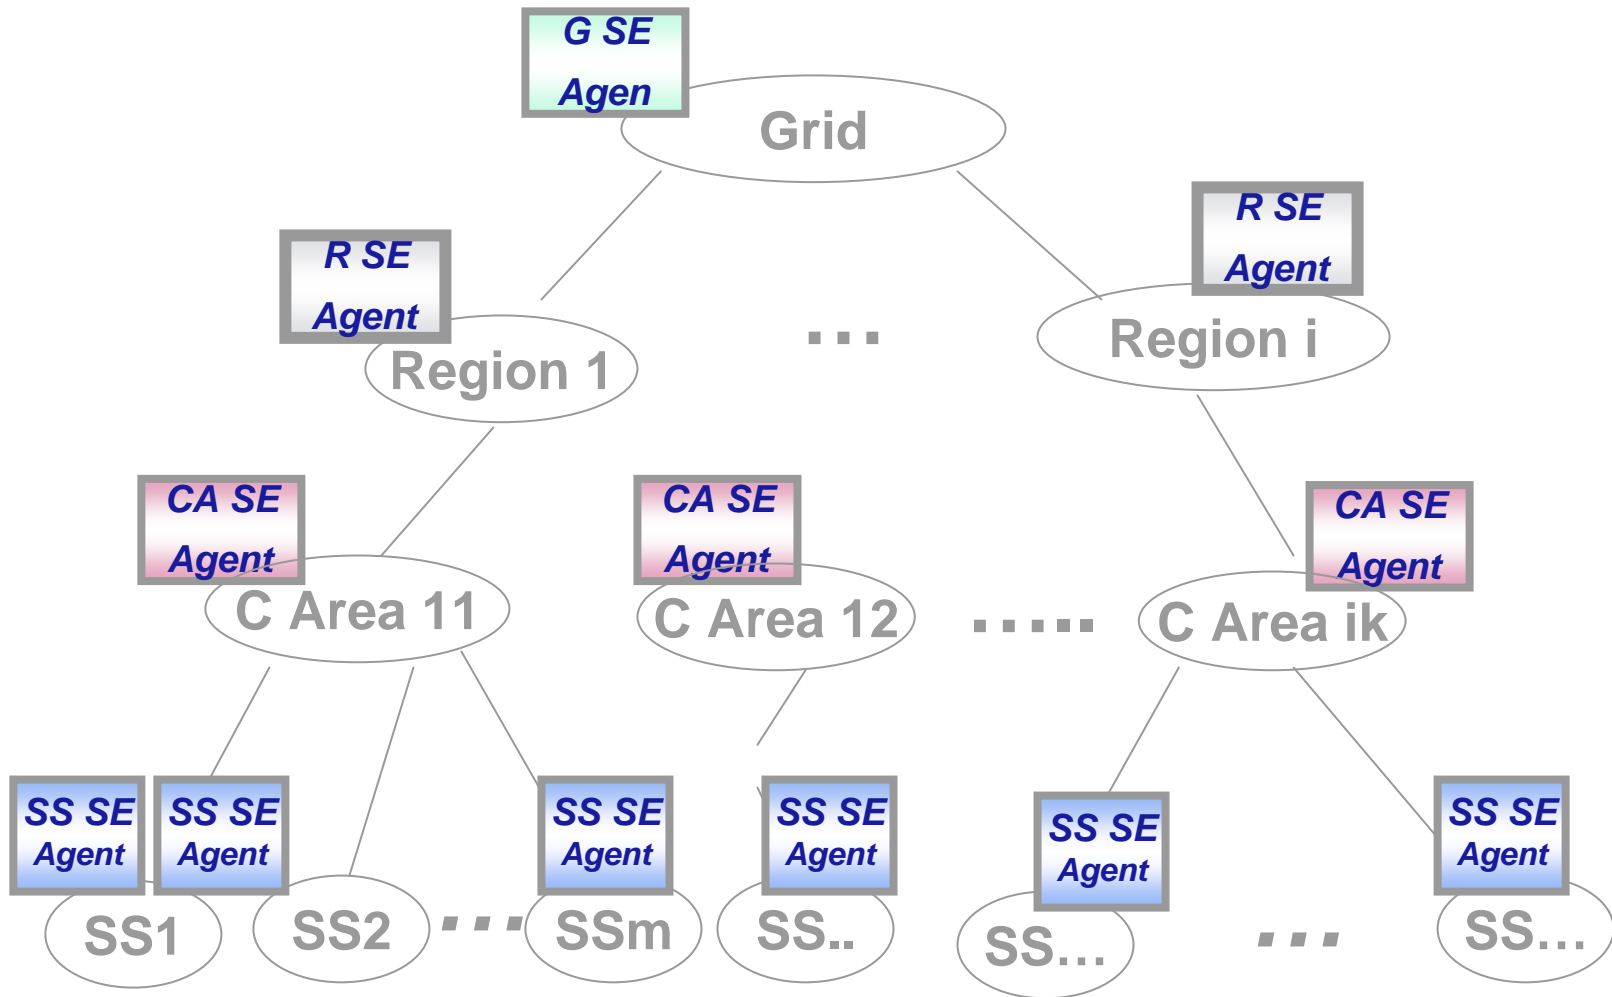 G SE
Agen
Grid
R SE
Agent
R SE
Agent
Region 1
...
Region i
CA SE
Agent
CA SE
Agent
CA SE
Agent
C Area 11
C Area 12
.....
C Area ik
SS SE
Agent
SS SE
Agent
SS SE
Agent
SS SE
Agent
SS SE
Agent
SS SE
Agent
SS1
SS2
...
SSm
SS..
SS...
...
SS...